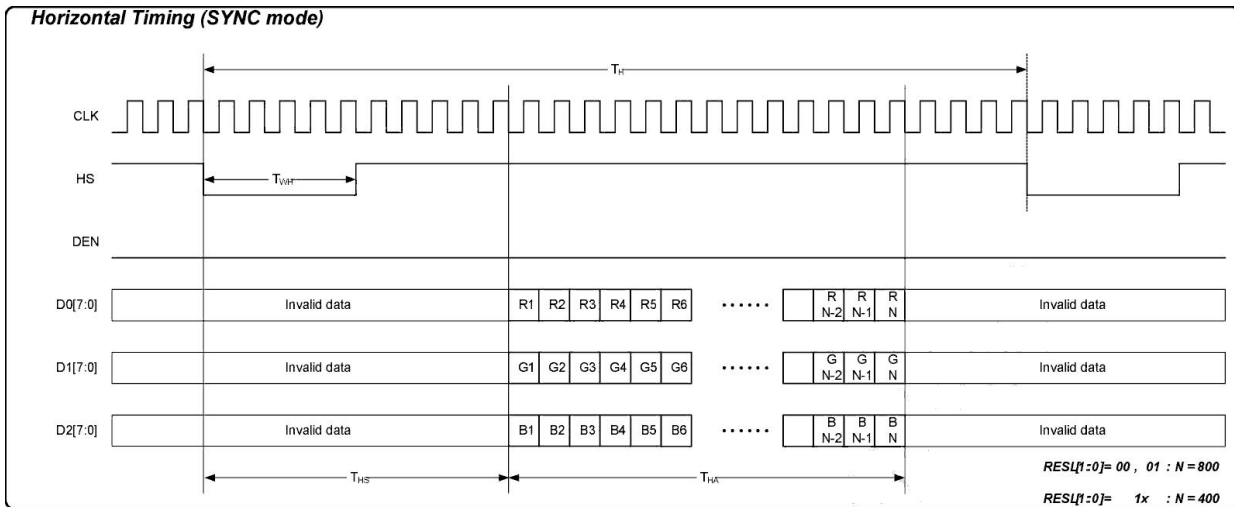 Horizontal Timing (SYNC mode)
TH
CLK
HS
TWH
DEN
D0[7:0] Invalid data R1 R2 R3 R4 R5 R6 ...... R N-2 R N-1 R N Invalid data
D1[7:0] Invalid data G1 G2 G3 G4 G5 G6 ...... G N-2 G N-1 G N Invalid data
D2[7:0] Invalid data B1 B2 B3 B4 B5 B6 ...... B N-2 B N-1 B N Invalid data
THS THA
RESL[1:0]= 00 , 01 : N = 800
RESL[1:0]= 1x : N = 400